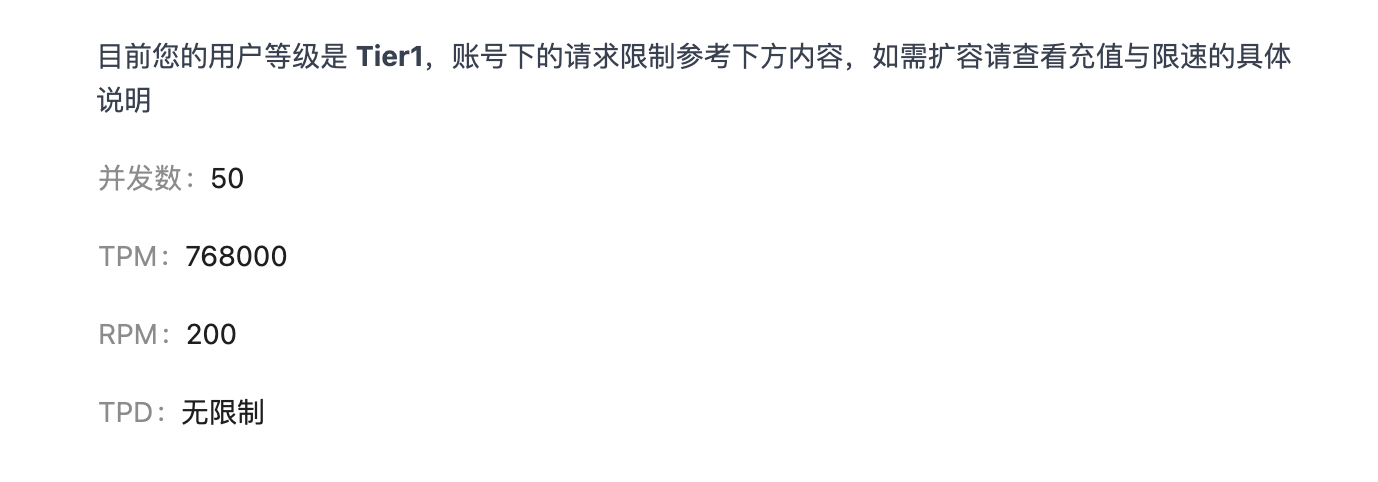 目前您的用户等级是 Tier1，账号下的请求限制参考下方内容，如需扩容请查看充值与限速的具体
说明
并发数：50
TPM：768000
RPM：200
TPD：无限制